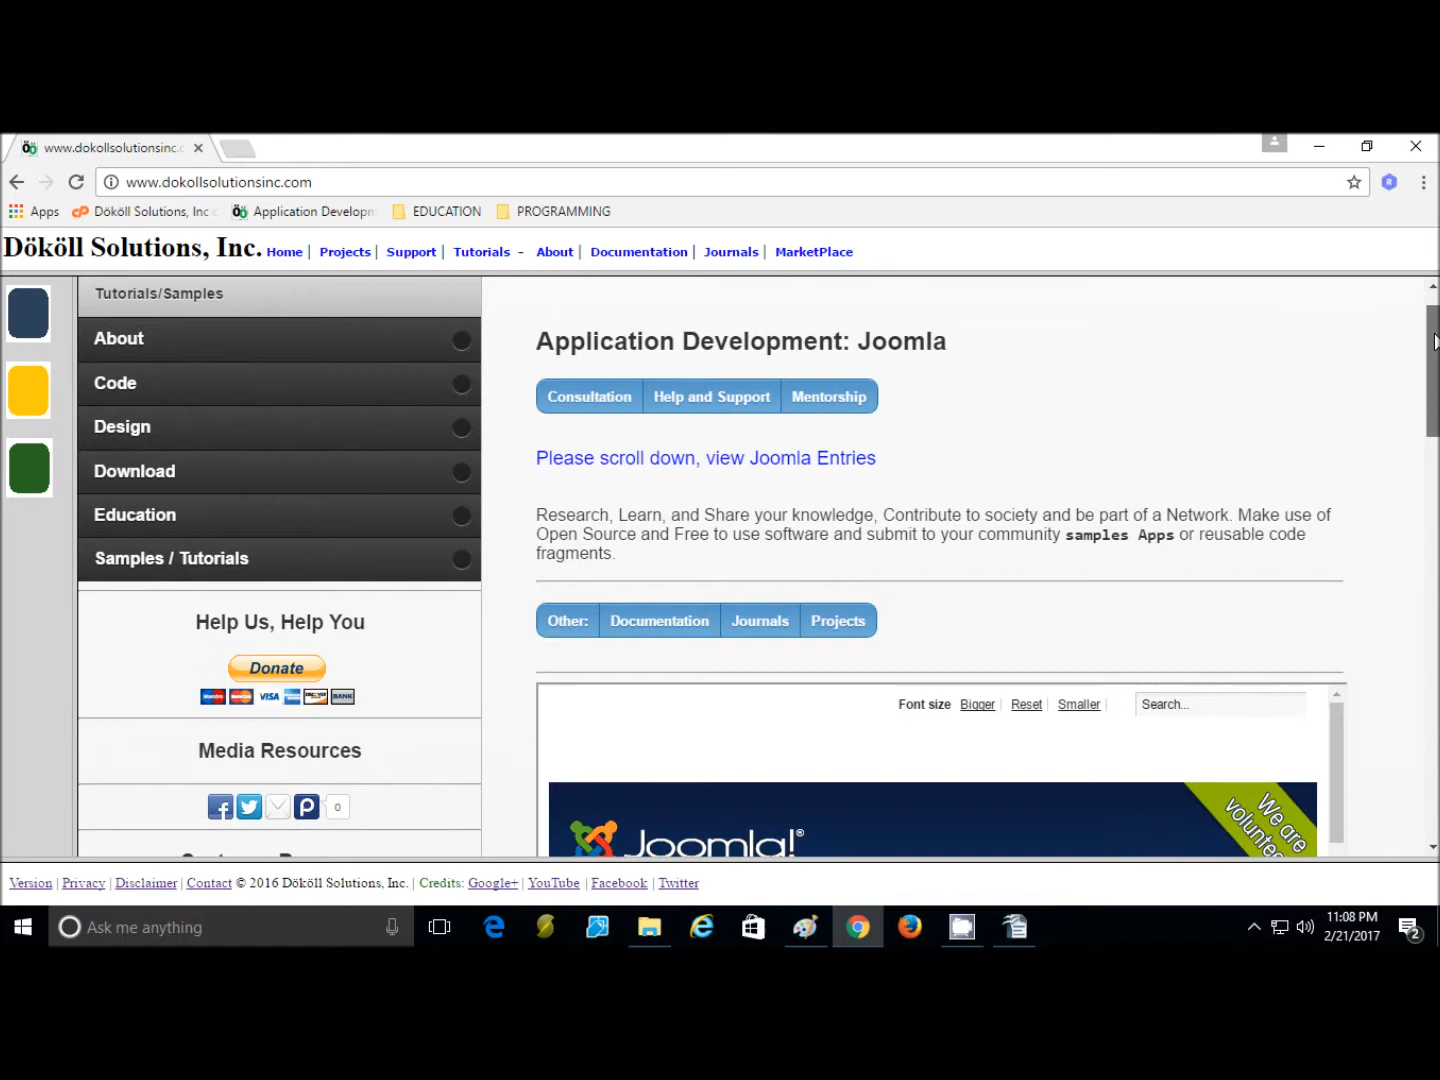 www.dokollsolutionsinc.c
www.dokollsolutionsinc.com
Apps Dököll Solutions, Inc Application Developm EDUCATION PROGRAMMING
Dököll Solutions, Inc. Home | Projects | Support | Tutorials - About | Documentation | Journals | MarketPlace
Tutorials/Samples
About
Code
Design
Download
Education
Samples / Tutorials
Help Us, Help You
Donate
VISA
BANK
Media Resources
0
Application Development: Joomla
Consultation Help and Support Mentorship
Please scroll down, view Joomla Entries
Research, Learn, and Share your knowledge, Contribute to society and be part of a Network. Make use of
Open Source and Free to use software and submit to your community samples Apps or reusable code
fragments.
Other: Documentation Journals Projects
Font size Bigger Reset Smaller Search...
Joomla!®
We are
voluntee
Version | Privacy | Disclaimer | Contact © 2016 Dököll Solutions, Inc. | Credits: Google+ | YouTube | Facebook | Twitter
Ask me anything
11:08 PM
2/21/2017
2